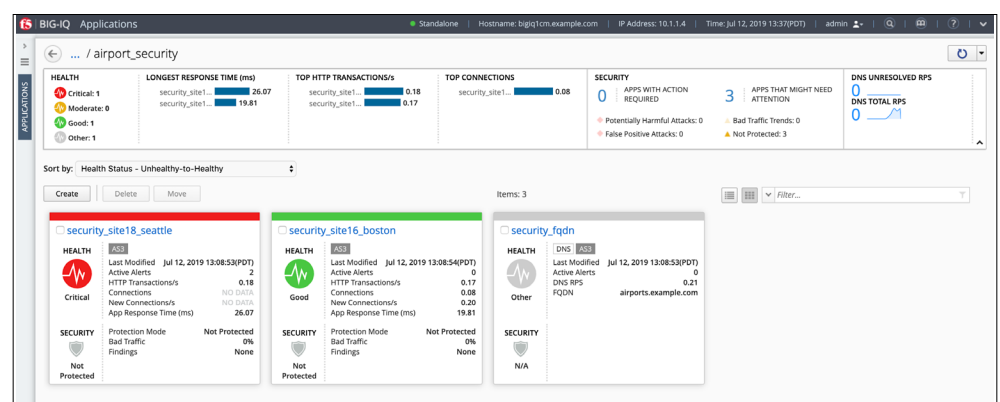 f5 BIG-IQ Applications Standalone Hostname: bigiq1cm.example.com IP Address: 10.1.1.4 Time: Jul 12, 2019 13:37(PDT) admin
... / airport_security
APPLICATIONS
HEALTH
Critical: 1
Moderate: 0
Good: 1
Other: 1
LONGEST RESPONSE TIME (ms)
security_site1... 26.07
security_site1... 19.81
TOP HTTP TRANSACTIONS/s
security_site1... 0.18
security_site1... 0.17
TOP CONNECTIONS
security_site1... 0.08
SECURITY
0 APPS WITH ACTION
REQUIRED
Potentially Harmful Attacks: 0
False Positive Attacks: 0
3 APPS THAT MIGHT NEED
ATTENTION
Bad Traffic Trends: 0
Not Protected: 3
DNS UNRESOLVED RPS
0
DNS TOTAL RPS
0
Sort by: Health Status - Unhealthy-to-Healthy
Create Delete Move Items: 3 Filter...
security_site18_seattle
HEALTH
Critical
AS3
Last Modified Jul 12, 2019 13:08:53(PDT)
Active Alerts 2
HTTP Transactions/s 0.18
Connections NO DATA
New Connections/s NO DATA
App Response Time (ms) 26.07
SECURITY
Not
Protected
Protection Mode Not Protected
Bad Traffic 0%
Findings None
security_site16_boston
HEALTH
Good
AS3
Last Modified Jul 12, 2019 13:08:54(PDT)
Active Alerts 0
HTTP Transactions/s 0.17
Connections 0.08
New Connections/s 0.20
App Response Time (ms) 19.81
SECURITY
Not
Protected
Protection Mode Not Protected
Bad Traffic 0%
Findings None
security_fqdn
HEALTH
Other
DNS AS3
Last Modified Jul 12, 2019 13:08:53(PDT)
Active Alerts 0
DNS RPS 0.21
FQDN airports.example.com
SECURITY
N/A